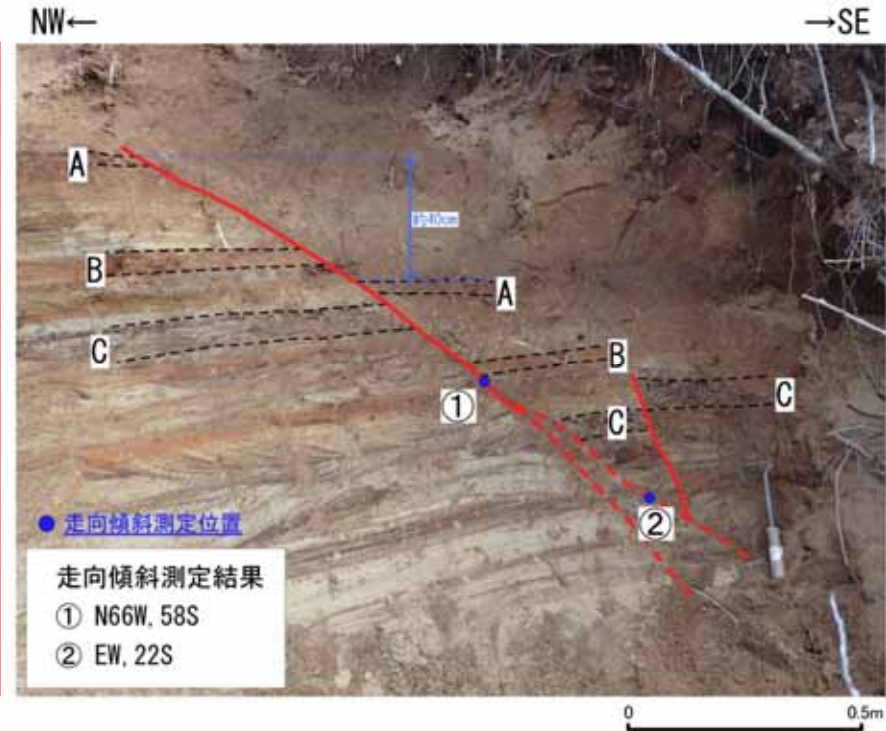 NW← →SE
A
約40cm
B
A
C
B
①
C
C
②
走向傾斜測定位置
走向傾斜測定結果
① N66W, 58S
② EW, 22S
0 0.5m